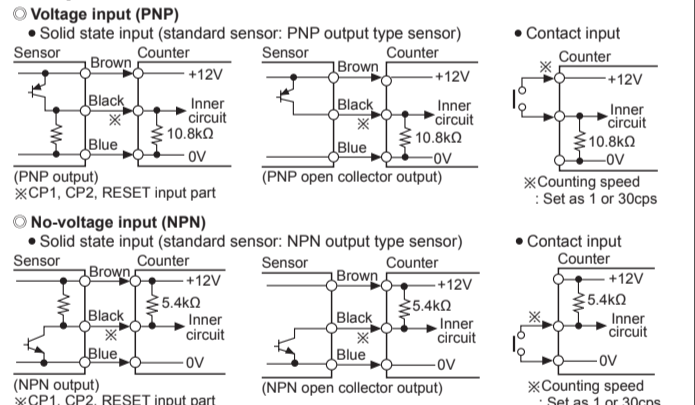 ◎ Voltage input (PNP)
● Solid state input (standard sensor: PNP output type sensor)
● Contact input
Sensor
Counter
Brown
+12V
Black
※
Inner
circuit
10.8kΩ
Blue
0V
(PNP output)
※CP1, CP2, RESET input part
Sensor
Counter
Brown
+12V
Black
※
Inner
circuit
10.8kΩ
Blue
0V
(PNP open collector output)
Counter
※
+12V
Inner
circuit
10.8kΩ
0V
※Counting speed
: Set as 1 or 30cps
◎ No-voltage input (NPN)
● Solid state input (standard sensor: NPN output type sensor)
● Contact input
Sensor
Counter
Brown
+12V
5.4kΩ
Black
※
Inner
circuit
Blue
0V
(NPN output)
※CP1, CP2, RESET input part
Sensor
Counter
Brown
+12V
5.4kΩ
Black
※
Inner
circuit
Blue
0V
(NPN open collector output)
Counter
+12V
5.4kΩ
※
Inner
circuit
0V
※Counting speed
: Set as 1 or 30cps